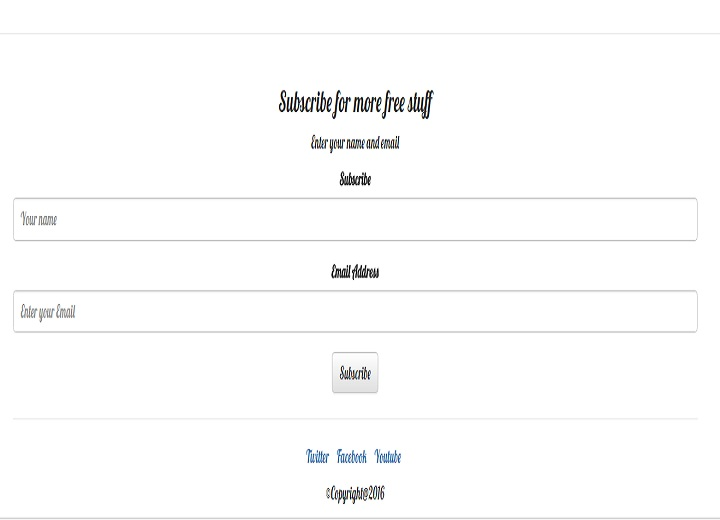 Subscribe for more free stuff
Enter your name and email
Subscribe
Your name
Email Address
Enter your Email
Subscribe
Twitter Facebook Youtube
©Copyright@2016